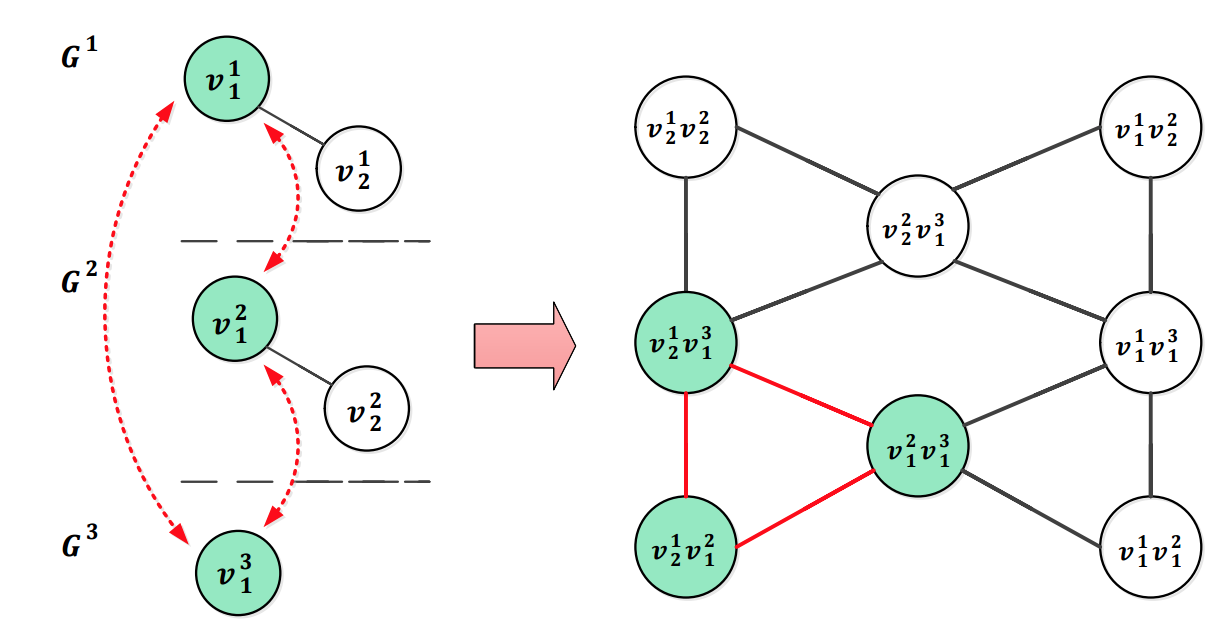 G¹
v₁¹
v₂¹
G²
v₁²
v₂²
G³
v₁³
v₂¹v₂²
v₁¹v₂²
v₂²v₁³
v₂¹v₁³
v₁¹v₁³
v₁²v₁³
v₂¹v₁²
v₁¹v₁²